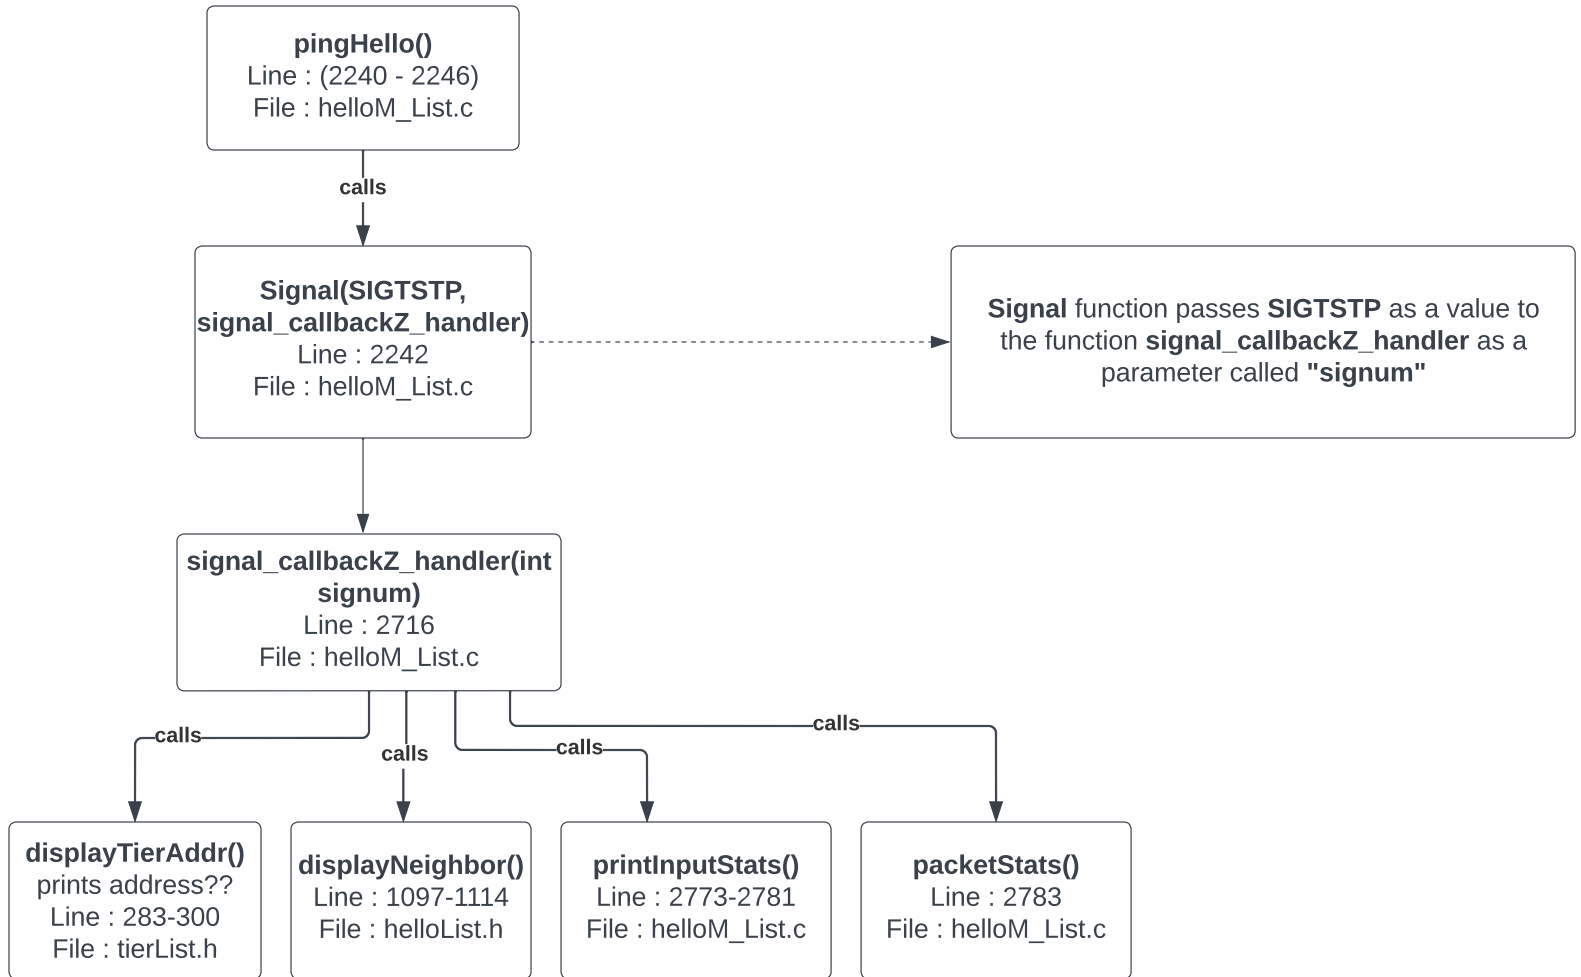 pingHello()
Line : (2240 - 2246)
File : helloM_List.c
calls
Signal(SIGTSTP,
signal_callbackZ_handler)
Line : 2242
File : helloM_List.c
Signal function passes SIGTSTP as a value to
the function signal_callbackZ_handler as a
parameter called "signum"
signal_callbackZ_handler(int
signum)
Line : 2716
File : helloM_List.c
calls
calls
calls
calls
displayTierAddr()
prints address??
Line : 283-300
File : tierList.h
displayNeighbor()
Line : 1097-1114
File : helloList.h
printInputStats()
Line : 2773-2781
File : helloM_List.c
packetStats()
Line : 2783
File : helloM_List.c